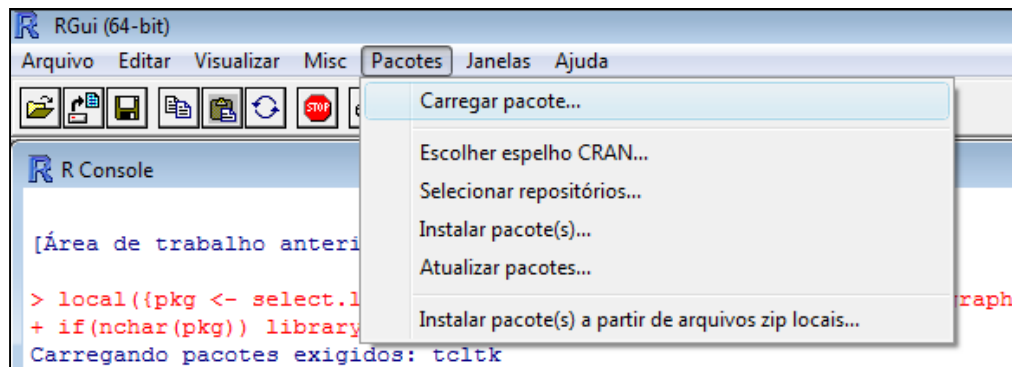 RGui (64-bit)
Arquivo Editar Visualizar Misc Pacotes Janelas Ajuda
STOP
Carregar pacote...
Escolher espelho CRAN...
Selecionar repositórios...
Instalar pacote(s)...
Atualizar pacotes...
Instalar pacote(s) a partir de arquivos zip locais...
R Console
[Área de trabalho anteri
> local({pkg <- select.l raph
+ if(nchar(pkg)) library
Carregando pacotes exigidos: tcltk